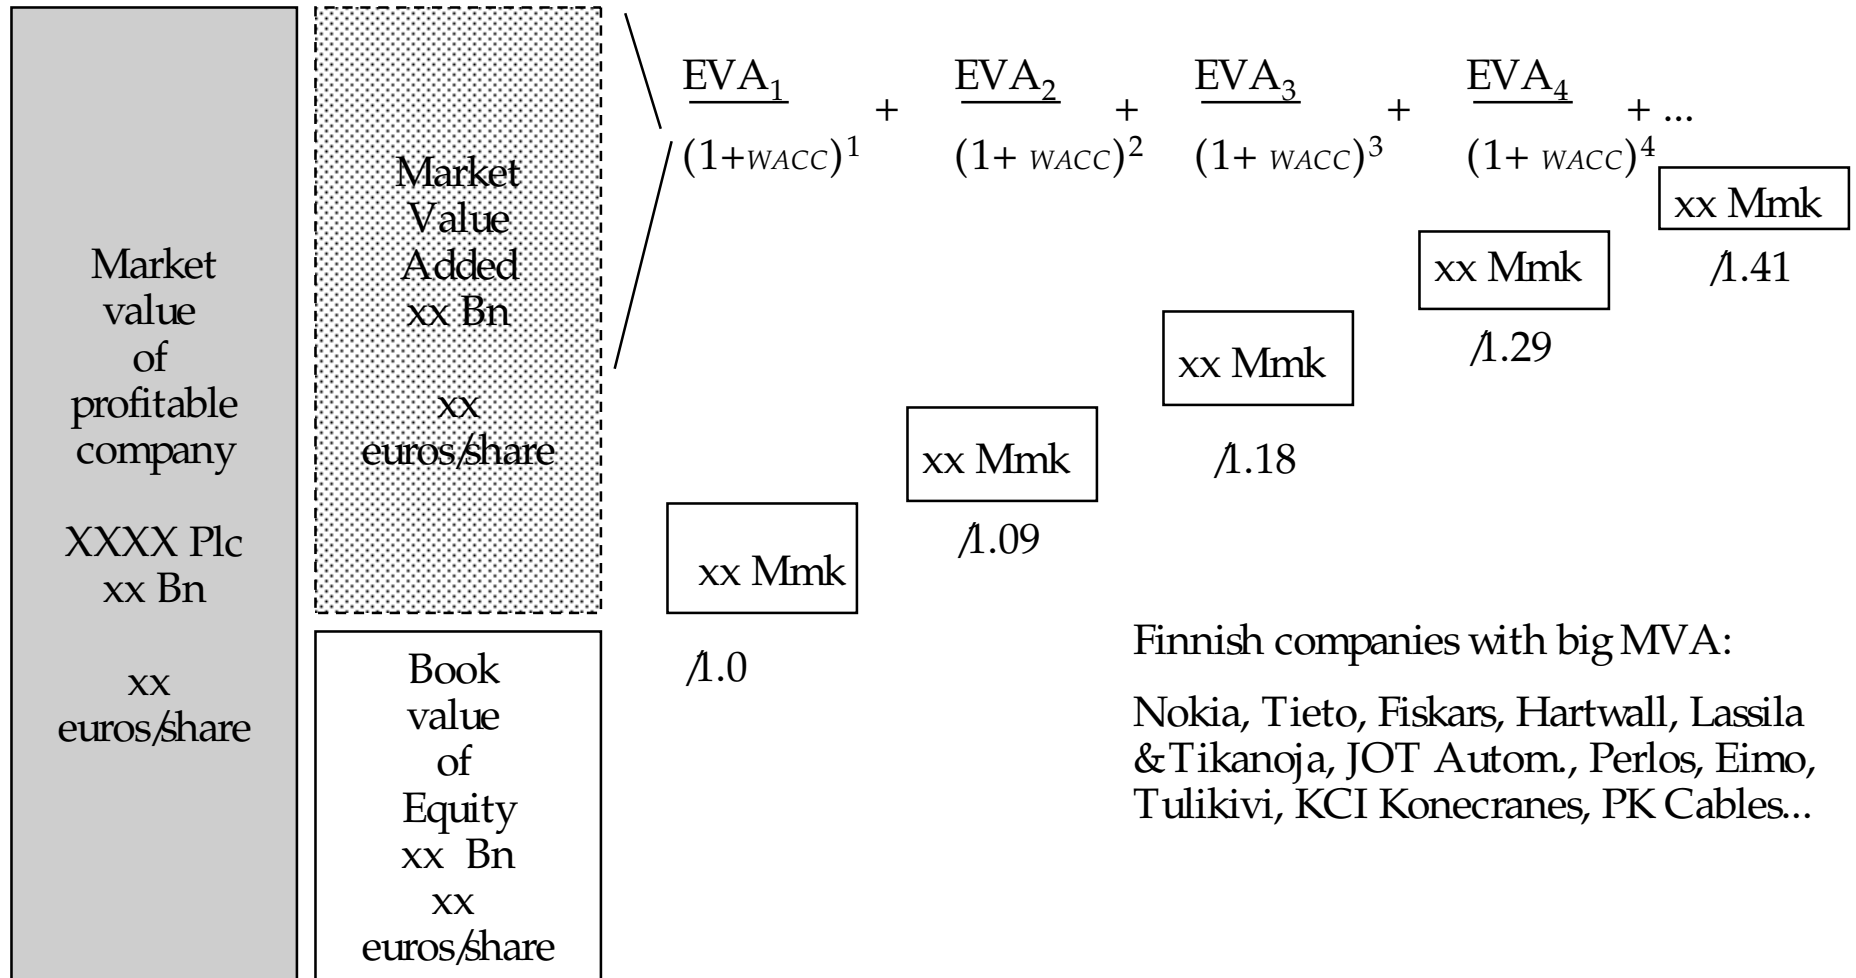 Market
value
of
profitable
company
XXXX Plc
xx Bn
xx
euros/share
Market
Value
Added
xx Bn
xx
euros/share
Book
value
of
Equity
xx Bn
xx
euros/share
EVA₁ + EVA₂ + EVA₃ + EVA₄ + ...
(1+WACC)¹ (1+ WACC)² (1+ WACC)³ (1+ WACC)⁴
xx Mmk
/1.0
xx Mmk
/1.09
xx Mmk
/1.18
xx Mmk
/1.29
xx Mmk
/1.41
Finnish companies with big MVA:
Nokia, Tieto, Fiskars, Hartwall, Lassila
&Tikanoja, JOT Autom., Perlos, Eimo,
Tulikivi, KCI Konecranes, PK Cables...